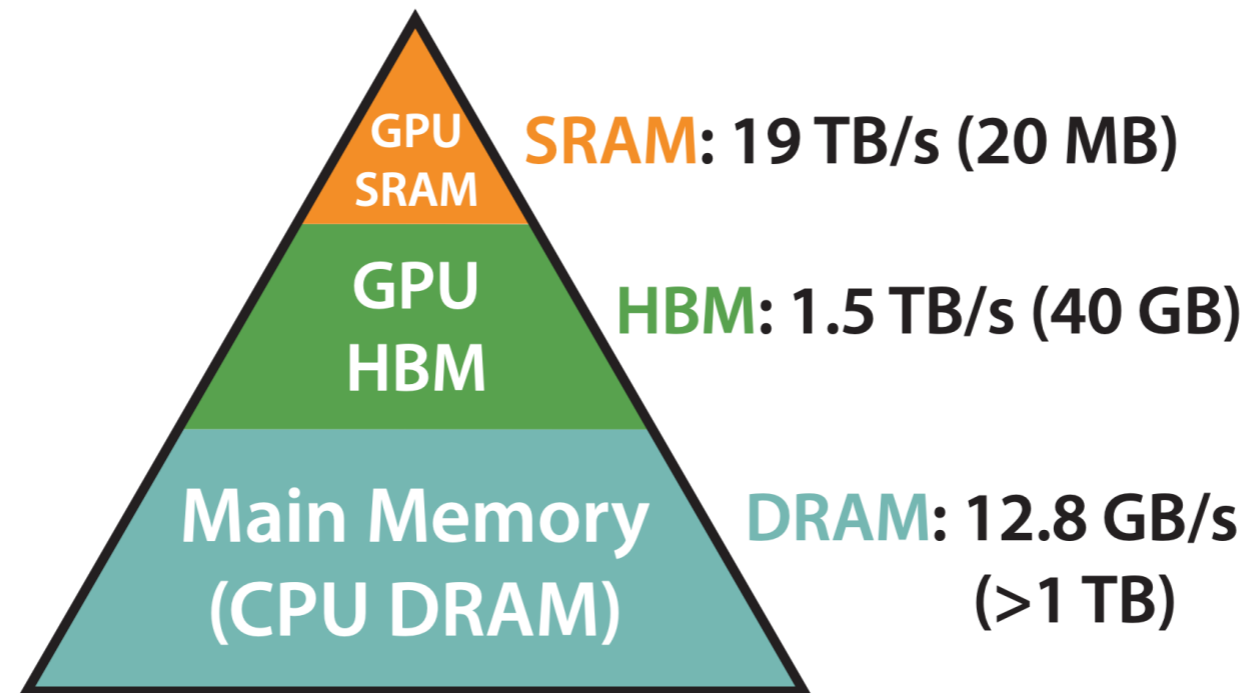 GPU
SRAM
SRAM: 19 TB/s (20 MB)
GPU
HBM
HBM: 1.5 TB/s (40 GB)
Main Memory
(CPU DRAM)
DRAM: 12.8 GB/s
(>1 TB)